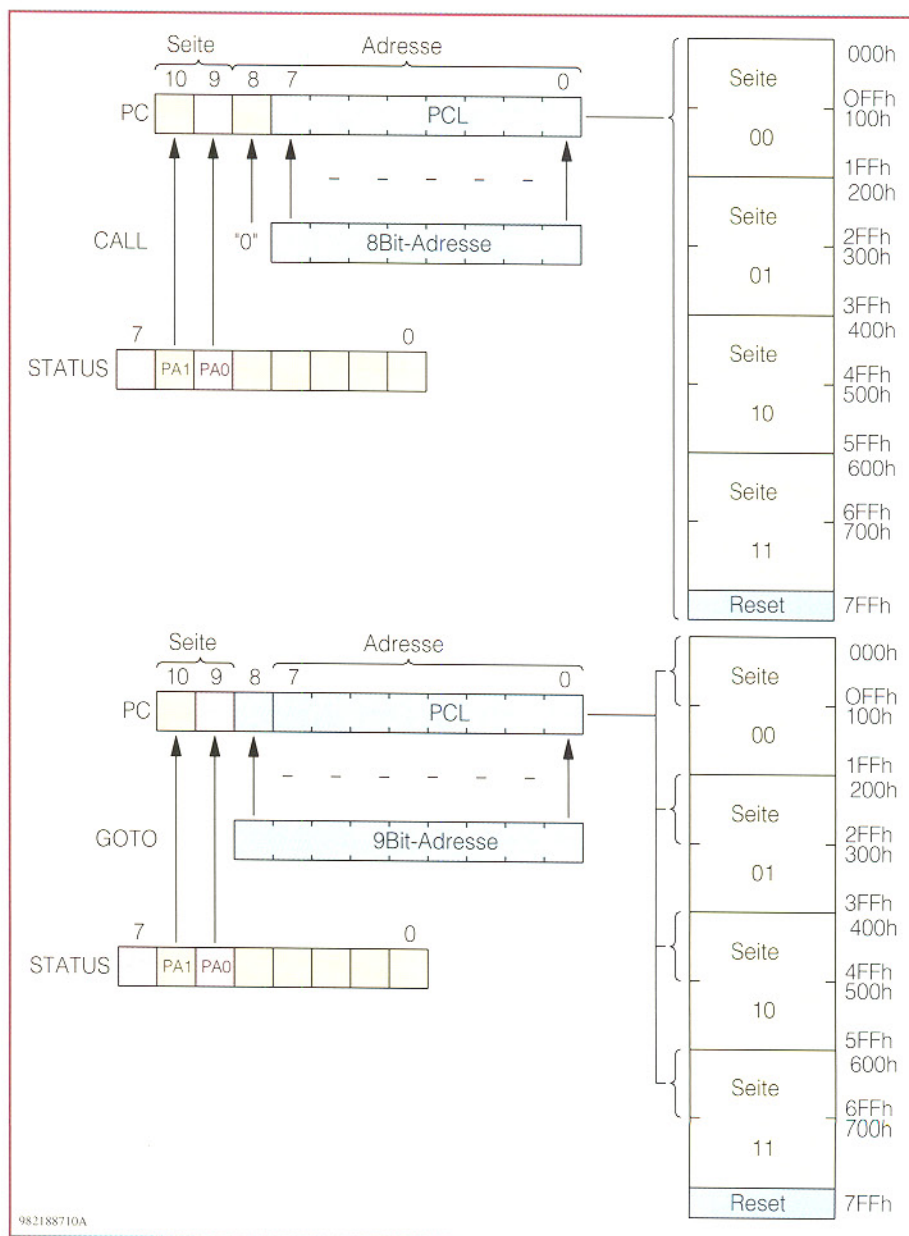 Seite Adresse
10 9 8 7 0
PC PCL
CALL "0" 8Bit-Adresse
7 0
STATUS PA1 PA0
000h
Seite
0FFh
100h
00
1FFh
200h
Seite
2FFh
300h
01
3FFh
400h
Seite
4FFh
500h
10
5FFh
600h
Seite
6FFh
700h
11
Reset 7FFh
Seite Adresse
10 9 8 7 0
PC PCL
GOTO 9Bit-Adresse
7 0
STATUS PA1 PA0
000h
Seite
0FFh
100h
00
1FFh
200h
Seite
2FFh
300h
01
3FFh
400h
Seite
4FFh
500h
10
5FFh
600h
Seite
6FFh
700h
11
Reset 7FFh
982188710A